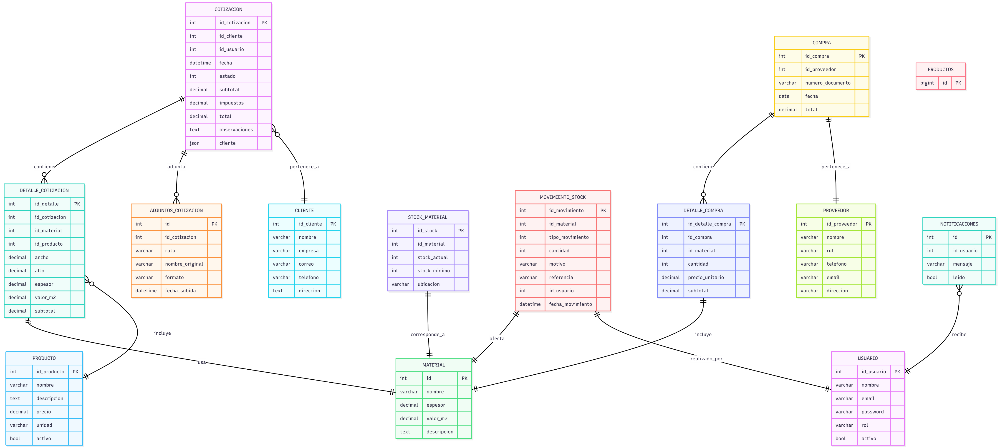 COTIZACION
int id_cotizacion PK
int id_cliente
int id_usuario
datetime fecha
int estado
decimal subtotal
decimal impuestos
decimal total
text observaciones
json cliente
COMPRA
int id_compra PK
int id_proveedor
varchar numero_documento
date fecha
decimal total
PRODUCTOS
bigint id PK
contiene
adjunta
pertenece_a
contiene
pertenece_a
DETALLE_COTIZACION
int id_detalle PK
int id_cotizacion
int id_material
int id_producto
decimal ancho
decimal alto
decimal espesor
decimal valor_m2
decimal subtotal
ADJUNTOS_COTIZACION
int id PK
int id_cotizacion
varchar ruta
varchar nombre_original
varchar formato
datetime fecha_subida
CLIENTE
int id_cliente PK
varchar nombre
varchar empresa
varchar correo
varchar telefono
text direccion
STOCK_MATERIAL
int id_stock PK
int id_material
int stock_actual
int stock_minimo
varchar ubicacion
MOVIMIENTO_STOCK
int id_movimiento PK
int id_material
int tipo_movimiento
int cantidad
varchar motivo
varchar referencia
int id_usuario
datetime fecha_movimiento
DETALLE_COMPRA
int id_detalle_compra PK
int id_compra
int id_material
int cantidad
decimal precio_unitario
decimal subtotal
PROVEEDOR
int id_proveedor PK
varchar nombre
varchar rut
varchar telefono
varchar email
varchar direccion
NOTIFICACIONES
int id PK
int id_usuario
varchar mensaje
bool leido
incluye
corresponde_a
afecta
incluye
recibe
usa
realizado_por
PRODUCTO
int id_producto PK
varchar nombre
text descripcion
decimal precio
varchar unidad
bool activo
MATERIAL
int id PK
varchar nombre
decimal espesor
decimal valor_m2
text descripcion
USUARIO
int id_usuario PK
varchar nombre
varchar email
varchar password
varchar rol
bool activo